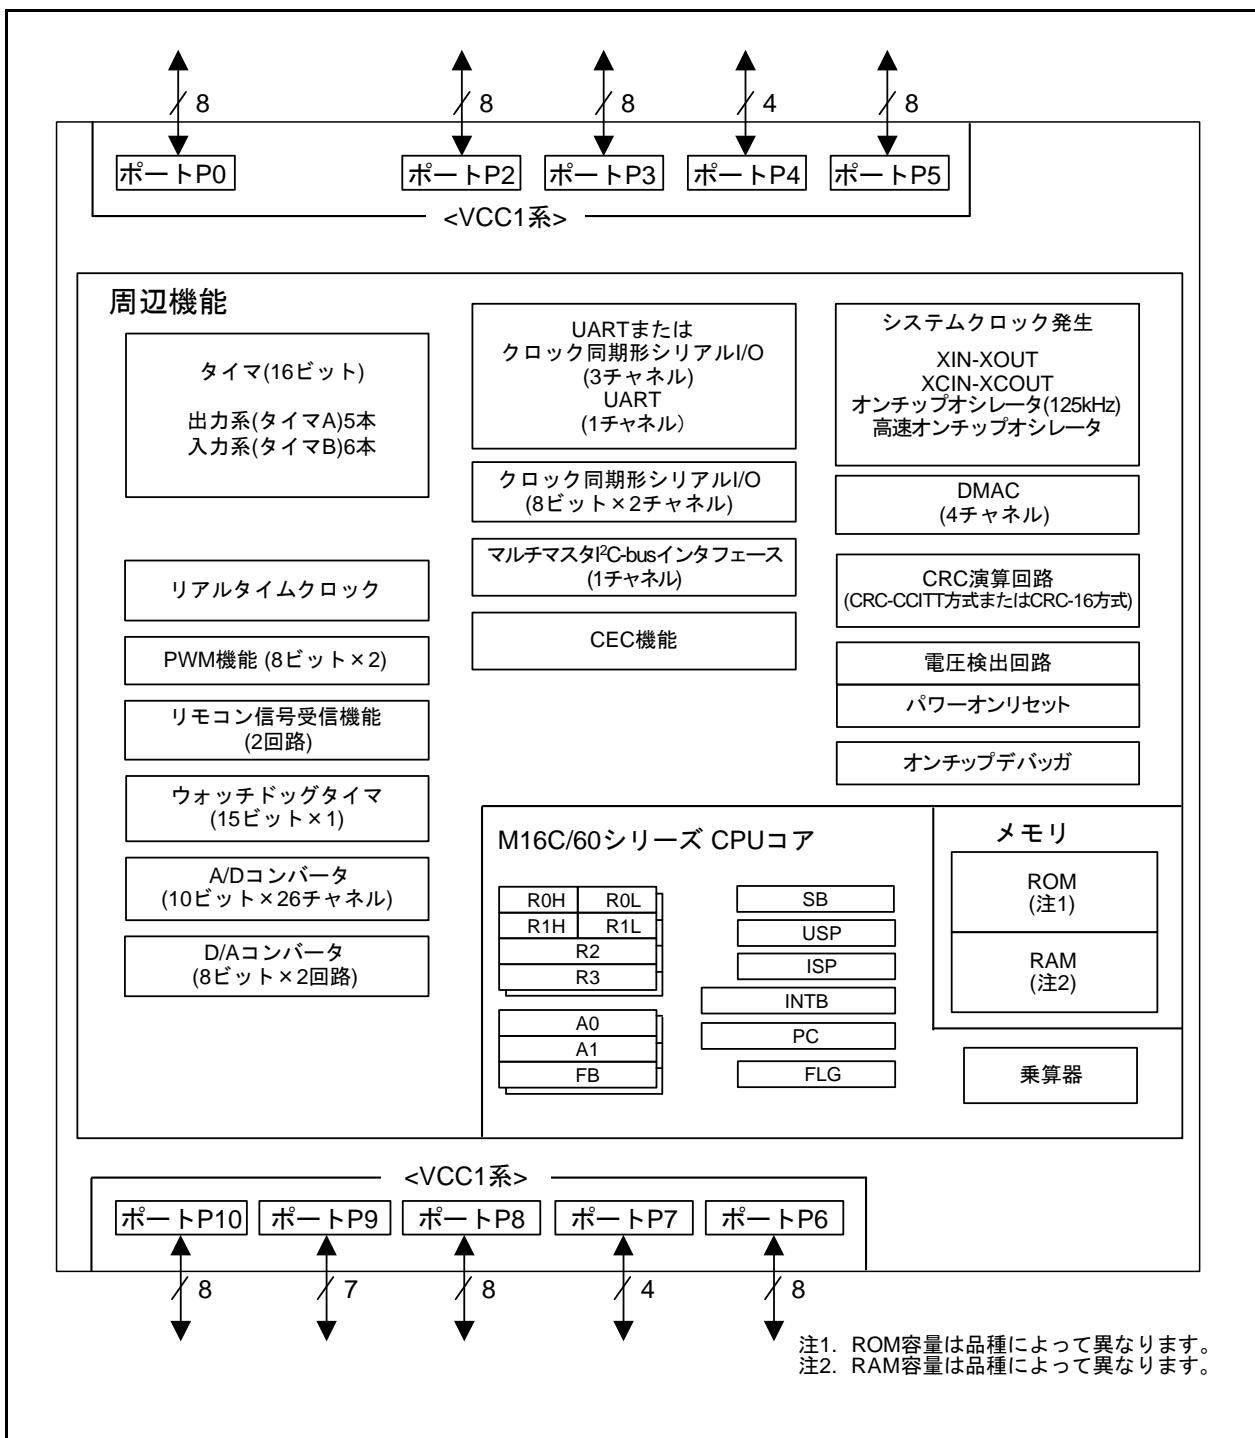 8
8
8
4
8
ポートP0
ポートP2
ポートP3
ポートP4
ポートP5
<VCC1系>
周辺機能
タイマ(16ビット)
出力系(タイマA)5本
入力系(タイマB)6本
リアルタイムクロック
PWM機能 (8ビット×2)
リモコン信号受信機能
(2回路)
ウォッチドッグタイマ
(15ビット×1)
A/Dコンバータ
(10ビット×26チャネル)
D/Aコンバータ
(8ビット×2回路)
UARTまたは
クロック同期形シリアルI/O
(3チャネル)
UART
(1チャネル)
クロック同期形シリアルI/O
(8ビット×2チャネル)
マルチマスタI²C-busインタフェース
(1チャネル)
CEC機能
システムクロック発生
XIN-XOUT
XCIN-XCOUT
オンチップオシレータ(125kHz)
高速オンチップオシレータ
DMAC
(4チャネル)
CRC演算回路
(CRC-CCITT方式またはCRC-16方式)
電圧検出回路
パワーオンリセット
オンチップデバッガ
M16C/60シリーズ CPUコア
R0H
R0L
R1H
R1L
R2
R3
A0
A1
FB
SB
USP
ISP
INTB
PC
FLG
メモリ
ROM
(注1)
RAM
(注2)
乗算器
<VCC1系>
ポートP10
ポートP9
ポートP8
ポートP7
ポートP6
8
7
8
4
8
注1. ROM容量は品種によって異なります。
注2. RAM容量は品種によって異なります。